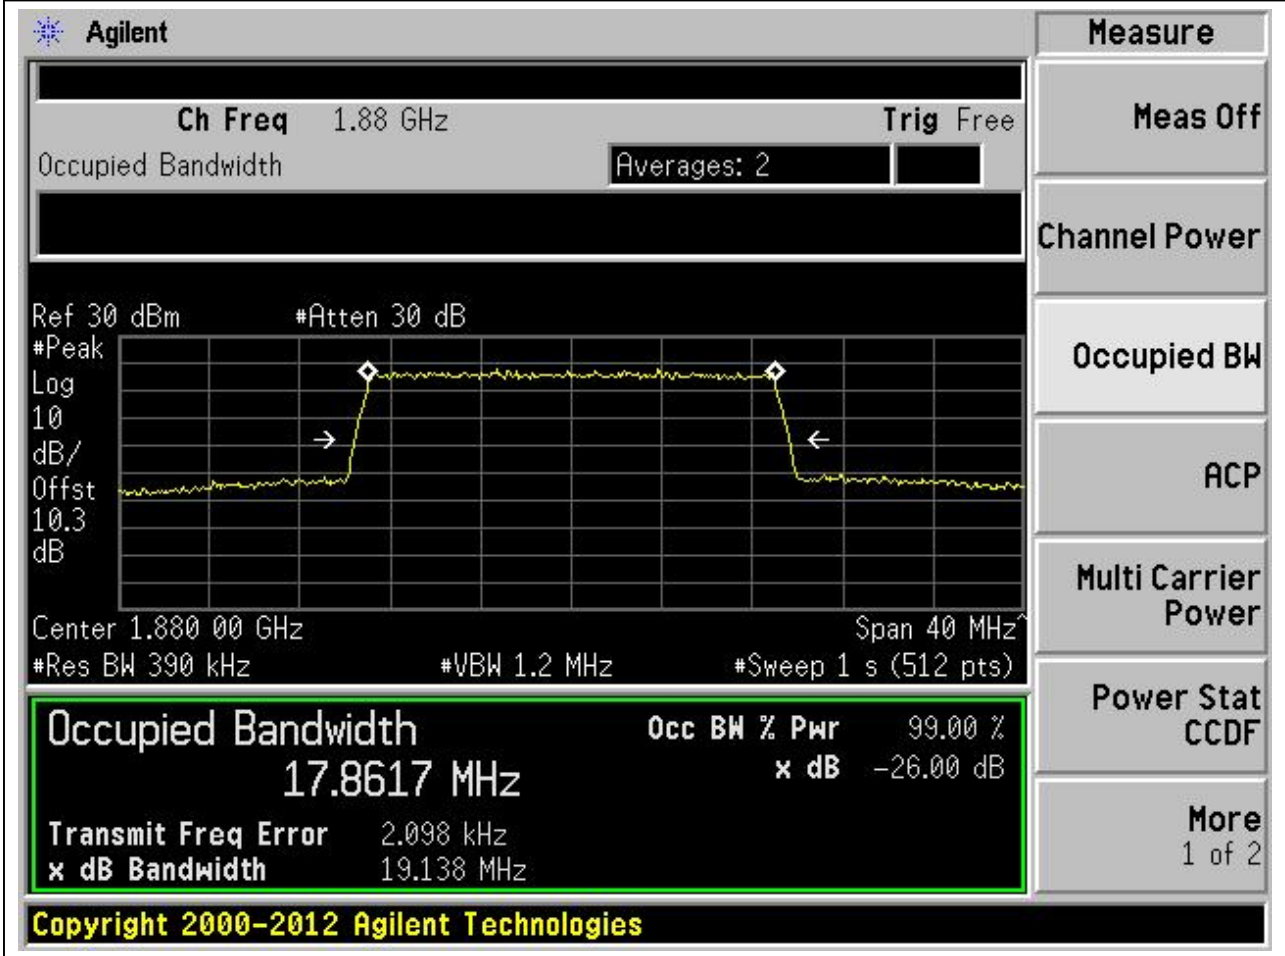 Agilent
Measure
Ch Freq 1.88 GHz Trig Free
Occupied Bandwidth Averages: 2
Meas Off
Channel Power
Occupied BW
ACP
Multi Carrier
Power
Power Stat
CCDF
More
1 of 2
Ref 30 dBm #Atten 30 dB
#Peak
Log
10
dB/
Offst
10.3
dB
Center 1.880 00 GHz Span 40 MHz^
#Res BW 390 kHz #VBW 1.2 MHz #Sweep 1 s (512 pts)
Occupied Bandwidth Occ BW % Pwr 99.00 %
17.8617 MHz x dB -26.00 dB
Transmit Freq Error 2.098 kHz
x dB Bandwidth 19.138 MHz
Copyright 2000-2012 Agilent Technologies